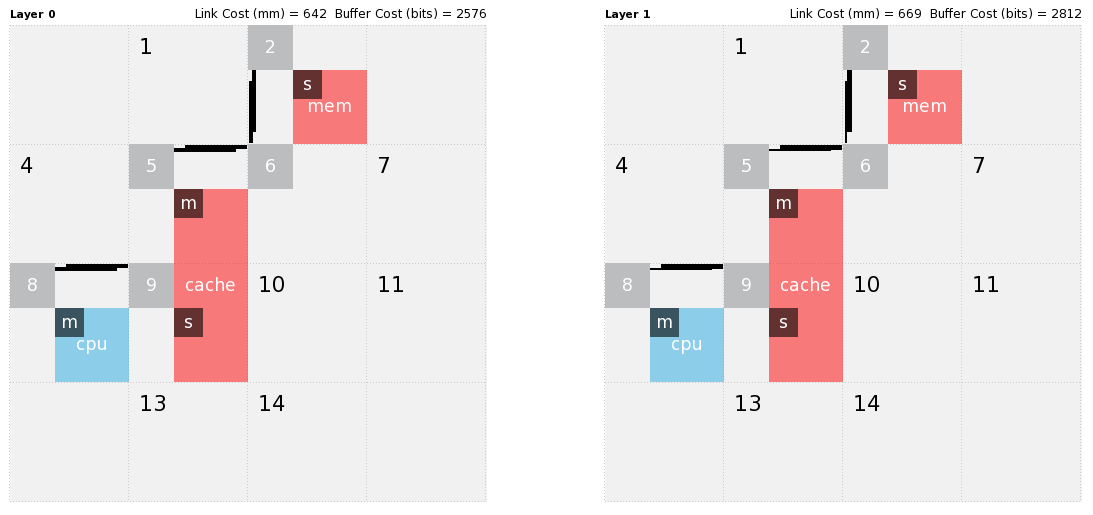 Layer 0 Link Cost (mm) = 642 Buffer Cost (bits) = 2576
1 2
s
mem
4 5 6 7
m
8 9 cache 10 11
m s
cpu
13 14
Layer 1 Link Cost (mm) = 669 Buffer Cost (bits) = 2812
1 2
s
mem
4 5 6 7
m
8 9 cache 10 11
m s
cpu
13 14